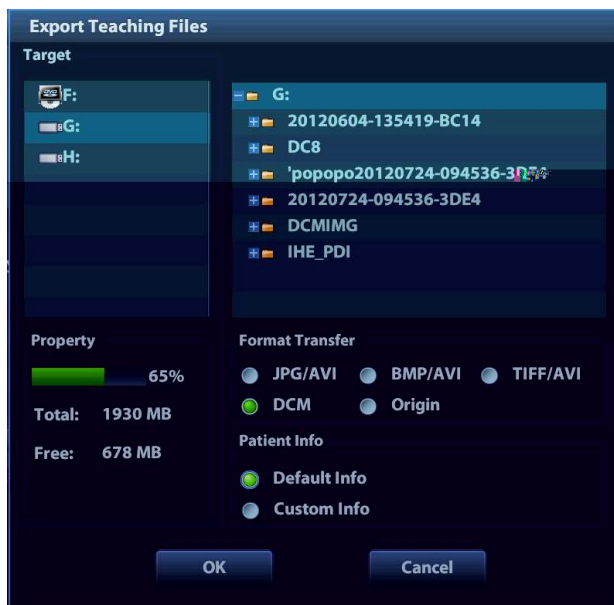 Export Teaching Files
Target
F:
G:
H:
G:
20120604-135419-BC14
DC8
'popopo20120724-094536-3DE4
20120724-094536-3DE4
DCMIMG
IHE_PDI
Property
65%
Total: 1930 MB
Free: 678 MB
Format Transfer
JPG/AVI BMP/AVI TIFF/AVI
DCM Origin
Patient Info
Default Info
Custom Info
OK Cancel